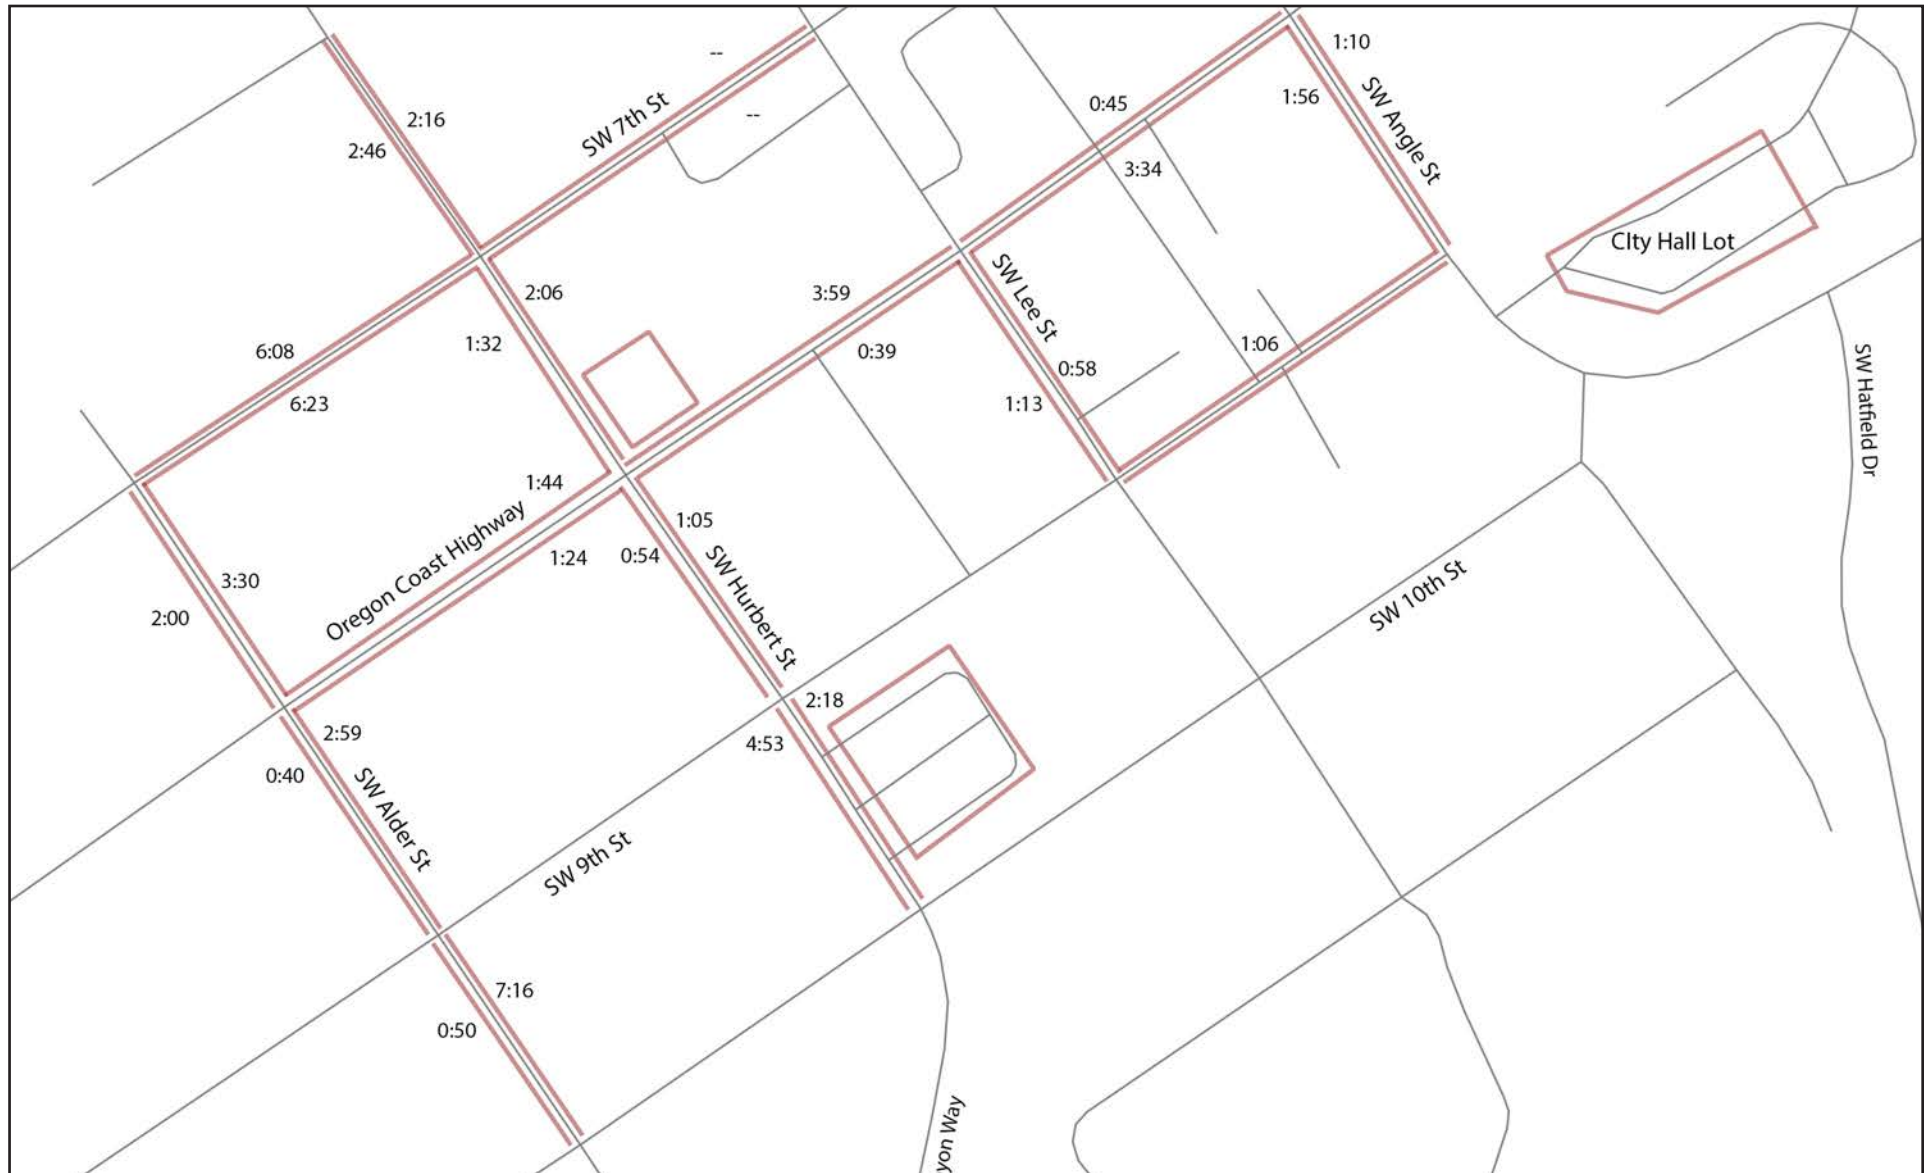 1:10
2:16
2:46
--
SW 7th St
--
0:45
1:56
SW Angle St
3:34
CIty Hall Lot
2:06
3:59
SW Lee St
1:32
6:08
0:39
1:06
0:58
6:23
1:13
SW Hatfield Dr
1:44
Oregon Coast Highway
1:05
1:24
0:54
SW Hurbert St
3:30
2:00
SW 10th St
2:18
2:59
4:53
0:40
SW Alder St
SW 9th St
7:16
0:50
yon Way